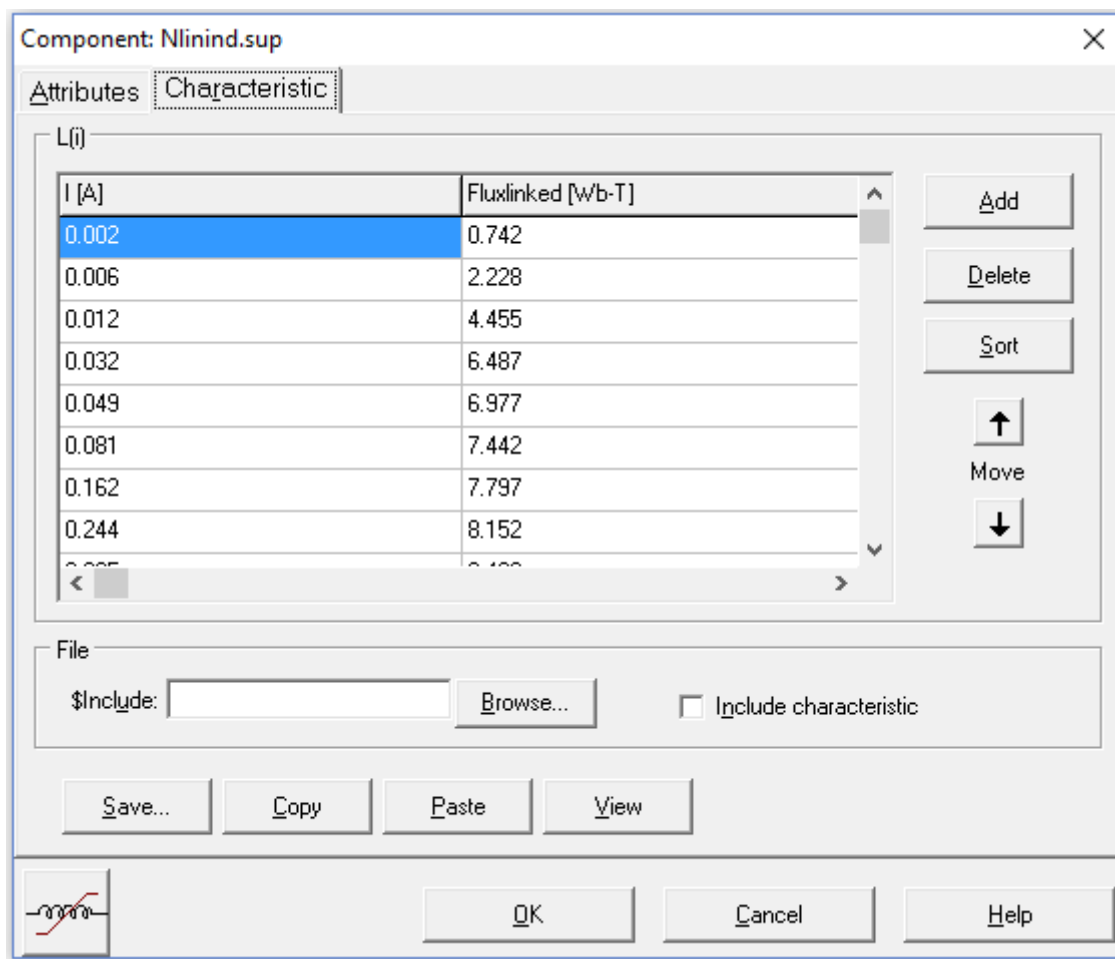 Component: Nlinind.sup
Attributes Characteristic
L(i)
I [A] Fluxlinked [Wb-T]
0.002 0.742
0.006 2.228
0.012 4.455
0.032 6.487
0.049 6.977
0.081 7.442
0.162 7.797
0.244 8.152
Add
Delete
Sort
Move
File
$Include: Browse... Include characteristic
Save... Copy Paste View
OK Cancel Help